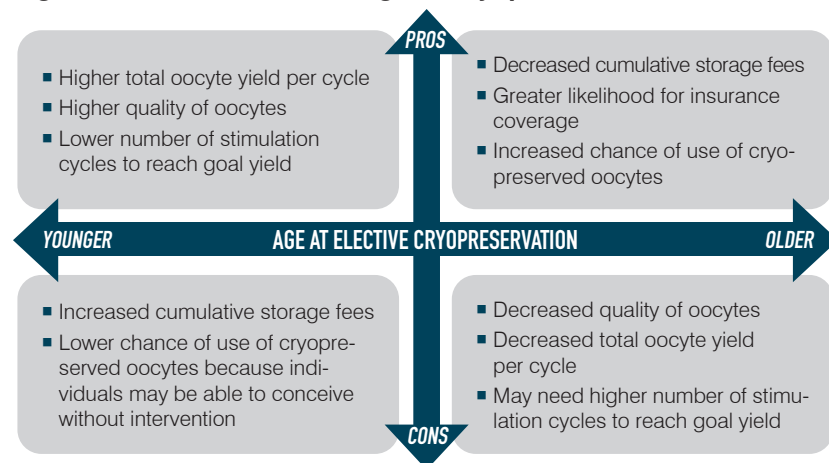 PROS
■ Higher total oocyte yield per cycle
■ Higher quality of oocytes
■ Lower number of stimulation
cycles to reach goal yield
■ Decreased cumulative storage fees
■ Greater likelihood for insurance
coverage
■ Increased chance of use of cryo-
preserved oocytes
YOUNGER
AGE AT ELECTIVE CRYOPRESERVATION
OLDER
■ Increased cumulative storage fees
■ Lower chance of use of cryopre-
served oocytes because indi-
viduals may be able to conceive
without intervention
■ Decreased quality of oocytes
■ Decreased total oocyte yield
per cycle
■ May need higher number of stimu-
lation cycles to reach goal yield
CONS